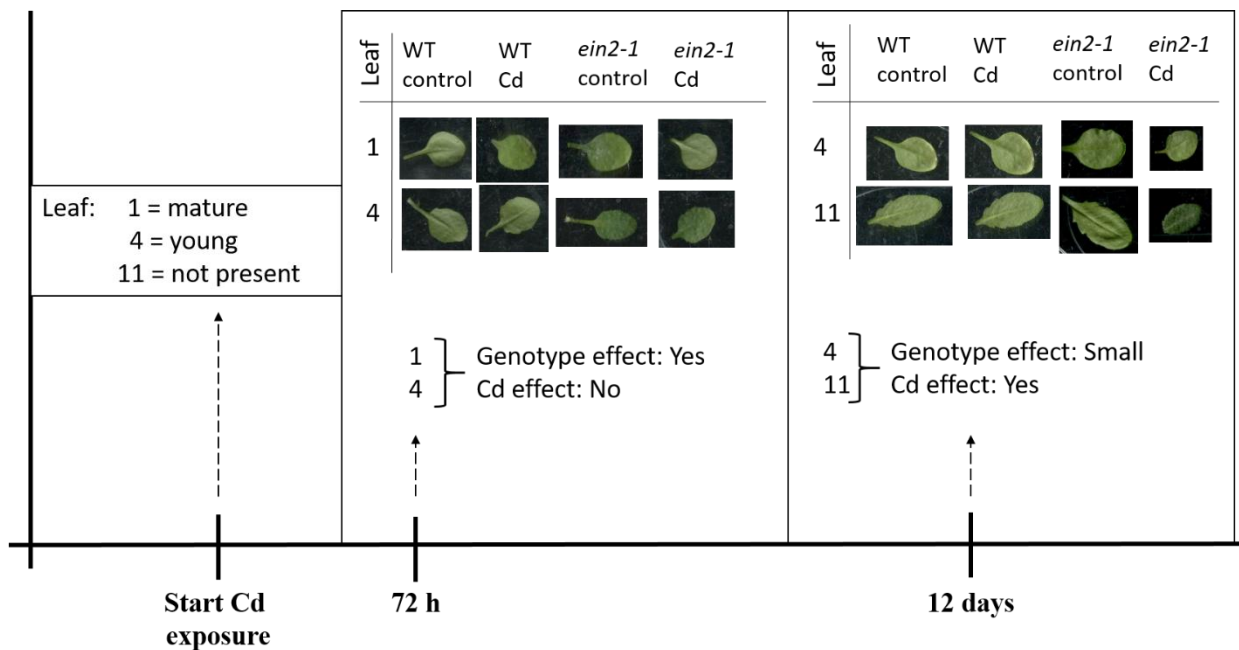 Leaf: 1 = mature
4 = young
11 = not present
Leaf WT control WT Cd ein2-1 control ein2-1 Cd
1
4
1
4
Genotype effect: Yes
Cd effect: No
Leaf WT control WT Cd ein2-1 control ein2-1 Cd
4
11
4
11
Genotype effect: Small
Cd effect: Yes
Start Cd
exposure
72 h
12 days